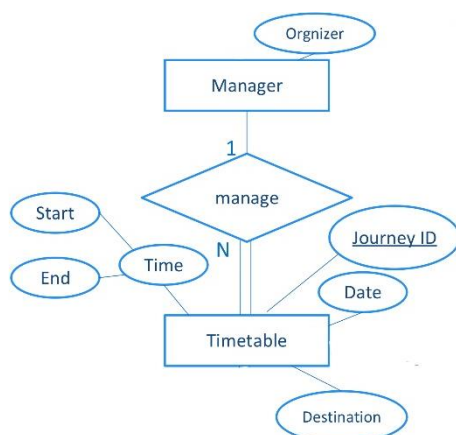 Orgnizer
Manager
1
manage
Start
N
Journey ID
End
Time
Date
Timetable
Destination